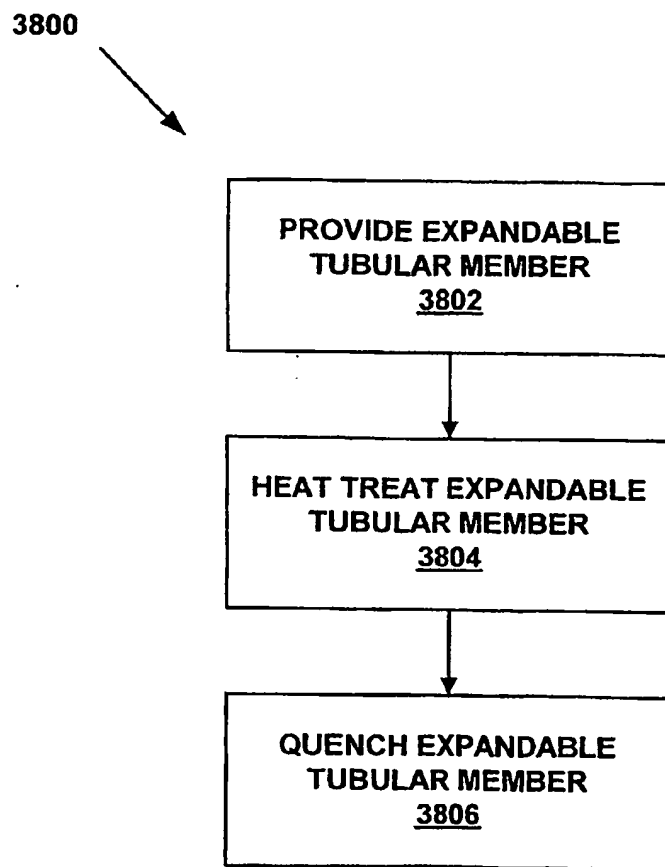 3800
PROVIDE EXPANDABLE
TUBULAR MEMBER
3802
HEAT TREAT EXPANDABLE
TUBULAR MEMBER
3804
QUENCH EXPANDABLE
TUBULAR MEMBER
3806